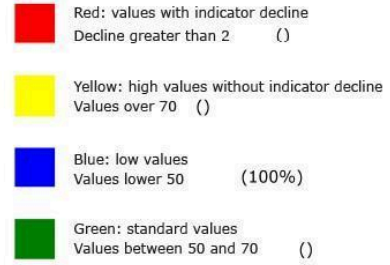 Red: values with indicator decline
Decline greater than 2 ()
Yellow: high values without indicator decline
Values over 70 ()
Blue: low values
Values lower 50 (100%)
Green: standard values
Values between 50 and 70 ()